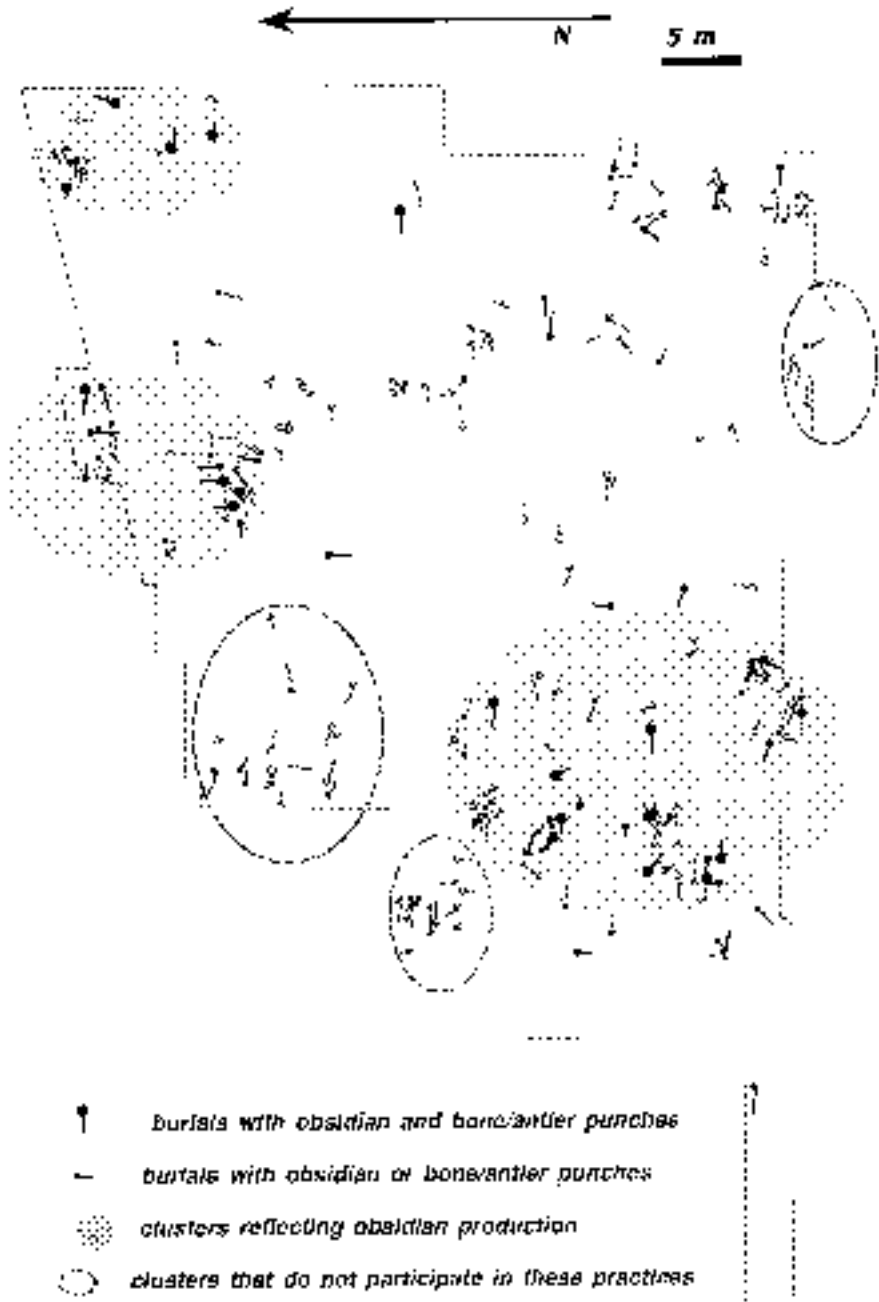 N
5 m
burials with obsidian and bone/antler punches
burials with obsidian or bone/antler punches
clusters reflecting obsidian production
clusters that do not participate in these practices